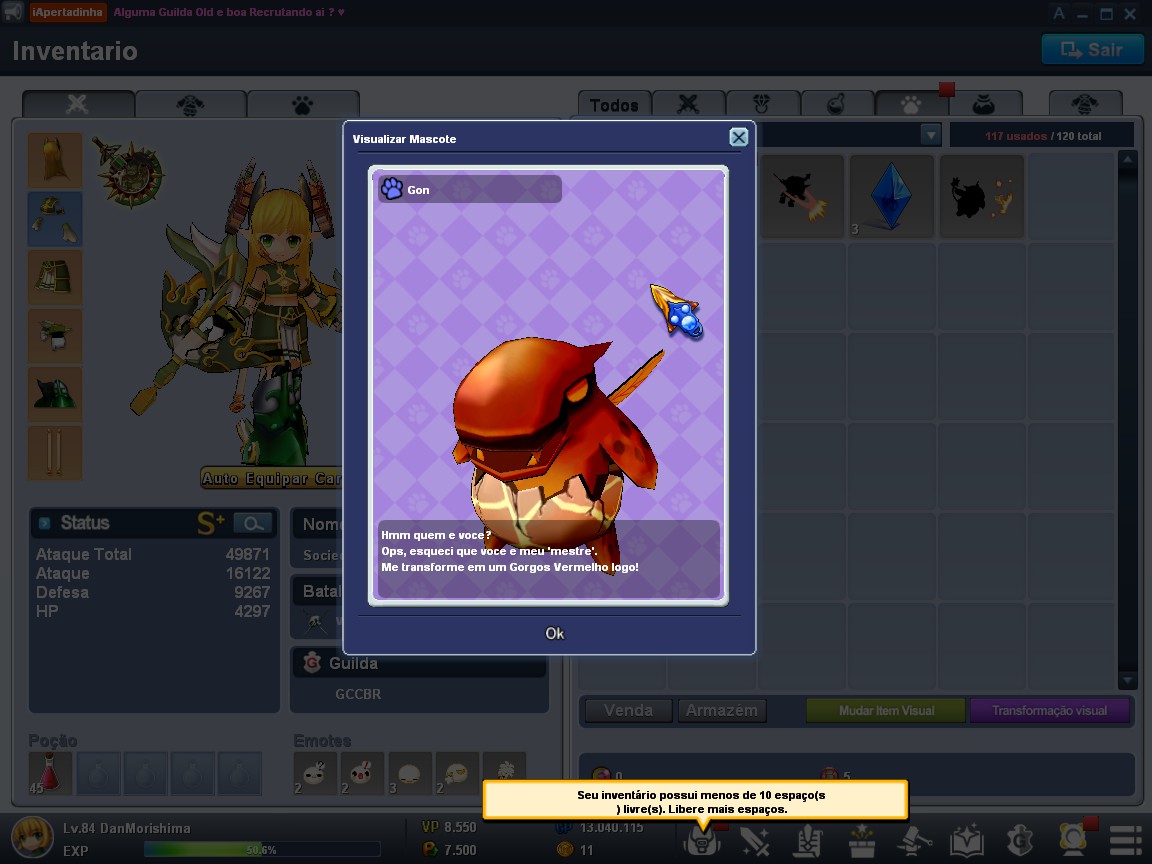 iApertadinha Alguma Guilda Old e boa Recrutando ai ? ♥
A
Inventario
Sair
Todos
117 usados / 120 total
Visualizar Mascote
Gon
3
Hmm quem e voce?
Ops, esqueci que voce e meu 'mestre'.
Me transforme em um Gorgos Vermelho logo!
Ok
Auto Equipar Car
Status
S+
Ataque Total 49871
Ataque 16122
Defesa 9267
HP 4297
Nome
Socie
Batal
Guilda
GCCBR
Venda
Armazém
Mudar Item Visual
Transformação visual
Poção
45
Emotes
2
2
3
2
0
5
Seu inventário possui menos de 10 espaço(s
) livre(s). Libere mais espaços.
Lv.84 DanMorishima
EXP
50.6%
VP 8.550
7.500
GP 13.040.115
11